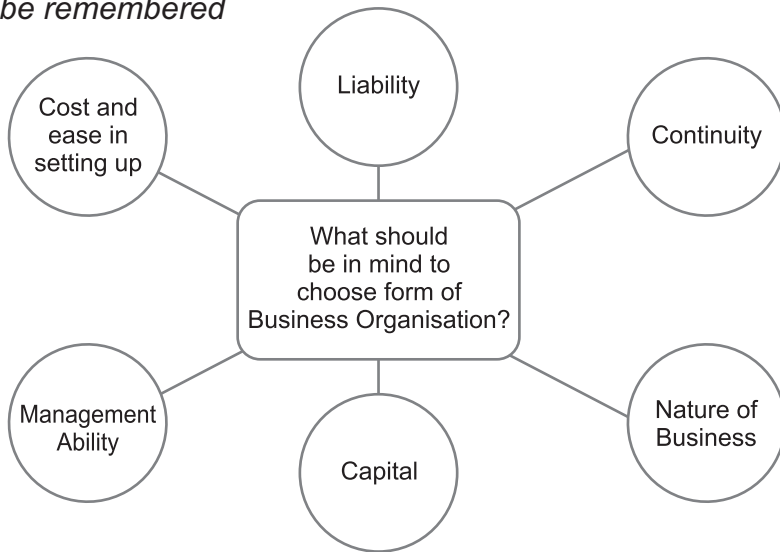 be remembered
Liability
Cost and
ease in
setting up
Continuity
What should
be in mind to
choose form of
Business Organisation?
Management
Ability
Capital
Nature of
Business